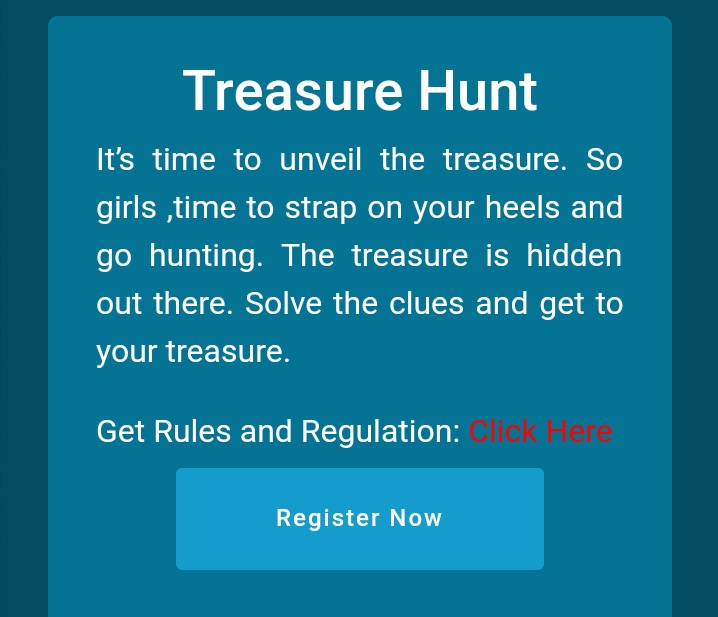 Treasure Hunt
It’s time to unveil the treasure. So
girls ,time to strap on your heels and
go hunting. The treasure is hidden
out there. Solve the clues and get to
your treasure.
Get Rules and Regulation: Click Here
Register Now